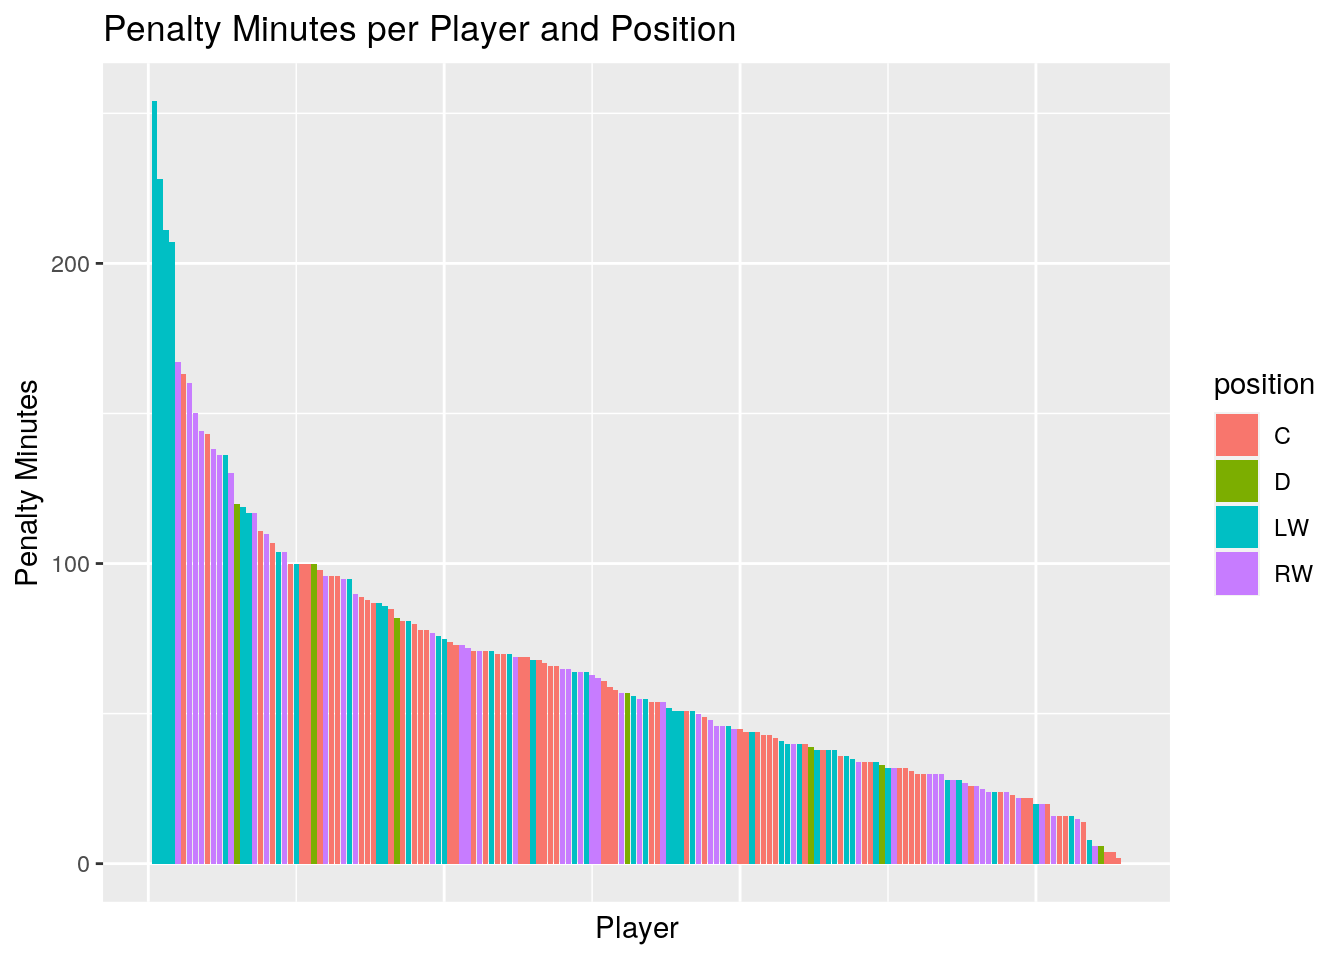 Penalty Minutes per Player and Position
Penalty Minutes
200
100
0
Player
position
C
D
LW
RW